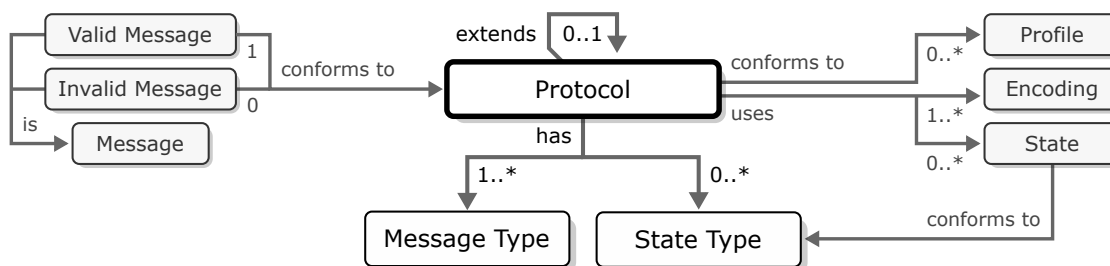 Valid Message
1
Invalid Message
0
is
Message
conforms to
extends
0..1
Protocol
has
1..*
0..*
Message Type
State Type
conforms to
0..*
Profile
uses
1..*
Encoding
0..*
State
conforms to